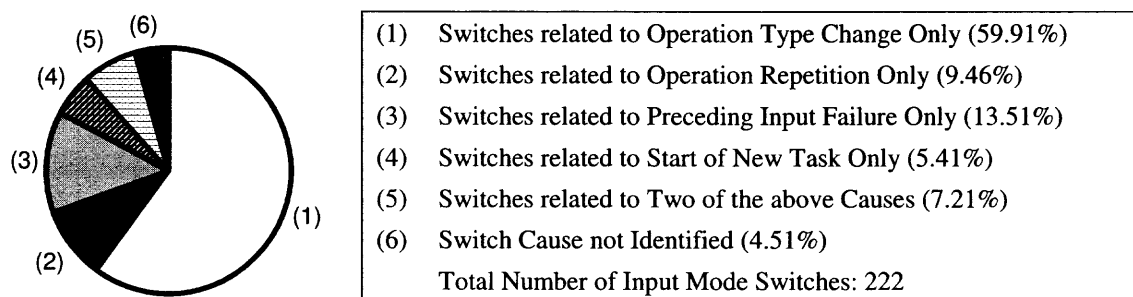 (6)
(5)
(4)
(3)
(2)
(1)
(1) Switches related to Operation Type Change Only (59.91%)
(2) Switches related to Operation Repetition Only (9.46%)
(3) Switches related to Preceding Input Failure Only (13.51%)
(4) Switches related to Start of New Task Only (5.41%)
(5) Switches related to Two of the above Causes (7.21%)
(6) Switch Cause not Identified (4.51%)
Total Number of Input Mode Switches: 222